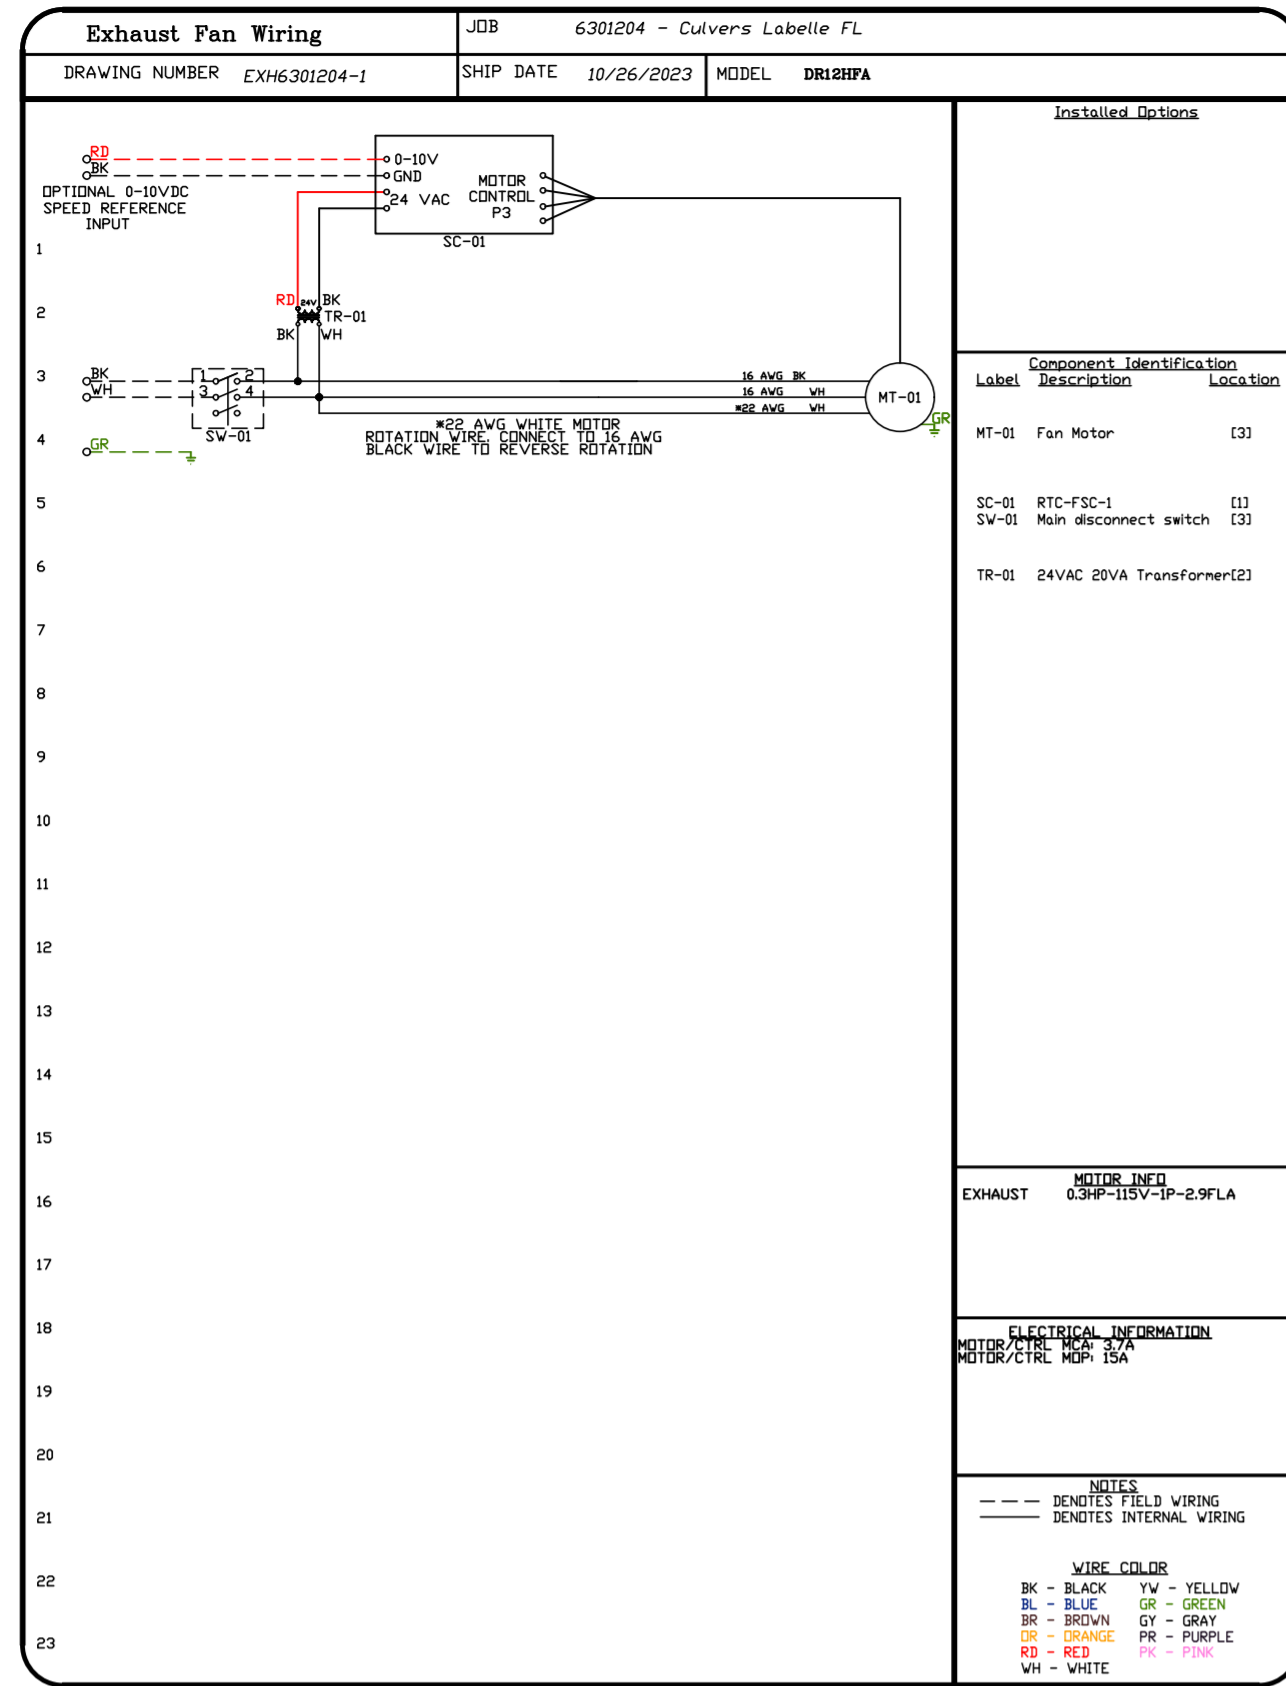 Exhaust Fan Wiring
JOB 6301204 - Culvers Labelle FL
DRAWING NUMBER EXH6301204-1
SHIP DATE 10/26/2023
MODEL DR12HFA
RD
BK
OPTIONAL 0-10VDC
SPEED REFERENCE
INPUT
0-10V
GND
24 VAC
MOTOR
CONTROL
P3
SC-01
RD 24V BK
TR-01
BK WH
BK
WH
1 2
3 4
SW-01
GR
16 AWG BK
16 AWG WH
*22 AWG WH
MT-01
GR
*22 AWG WHITE MOTOR
ROTATION WIRE. CONNECT TO 16 AWG
BLACK WIRE TO REVERSE ROTATION
1
2
3
4
5
6
7
8
9
10
11
12
13
14
15
16
17
18
19
20
21
22
23
Installed Options
Component Identification
Label Description Location
MT-01 Fan Motor [3]
SC-01 RTC-FSC-1 [1]
SW-01 Main disconnect switch [3]
TR-01 24VAC 20VA Transformer[2]
MOTOR INFO
EXHAUST 0.3HP-115V-1P-2.9FLA
ELECTRICAL INFORMATION
MOTOR/CTRL MCA: 3.7A
MOTOR/CTRL MOP: 15A
NOTES
DENOTES FIELD WIRING
DENOTES INTERNAL WIRING
WIRE COLOR
BK - BLACK YW - YELLOW
BL - BLUE GR - GREEN
BR - BROWN GY - GRAY
OR - ORANGE PR - PURPLE
RD - RED PK - PINK
WH - WHITE